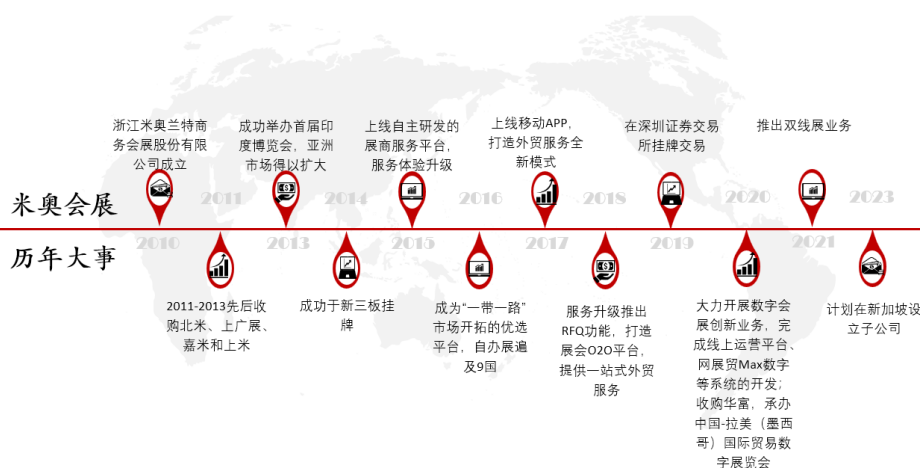 浙江米奥兰特商
务会展股份有限
公司成立
成功举办首届印
度博览会，亚洲
市场得以扩大
上线自主研发的
展商服务平台，
服务体验升级
上线移动APP，
打造外贸服务全
新模式
在深圳证券交易
所挂牌交易
推出双线展业务
米奥会展
2011
2014
2016
2018
2020
2023
历年大事
2010
2013
2015
2017
2019
2021
2011-2013先后收
购北米、上广展、
嘉米和上米
成功于新三板挂
牌
成为“一带一路”
市场开拓的优选
平台，自办展遍
及9国
服务升级推出
RFQ功能，打造
展会O2O平台，
提供一站式外贸
服务
大力开展数字会
展创新业务，完
成线上运营平台、
网展贸Max数字
等系统的开发；
收购华富，承办
中国-拉美（墨西
哥）国际贸易数
字展览会
计划在新加坡设
立子公司